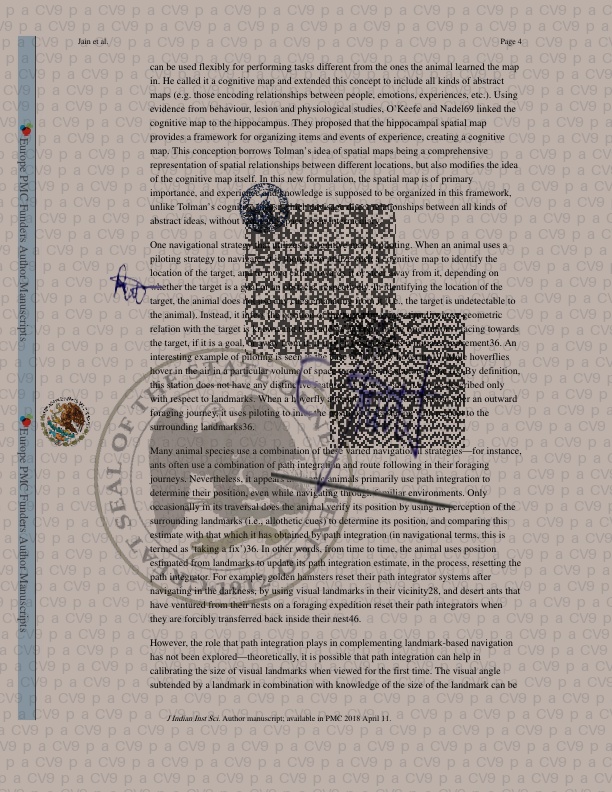 Jain et al.
Page 4
can be used flexibly for performing tasks different from the ones the animal learned the map
in. He called it a cognitive map and extended this concept to include all kinds of abstract
maps (e.g. those encoding relationships between people, emotions, experiences, etc.). Using
evidence from behaviour, lesion and physiological studies, O'Keefe and Nadel69 linked the
cognitive map to the hippocampus. They proposed that the hippocampal spatial map
provides a framework for organizing items and events of experience, creating a cognitive
map. This conception borrows Tolman's idea of spatial maps being a comprehensive
representation of spatial relationships between different locations, but also modifies the idea
of the cognitive map itself. In this new formulation, the spatial map is of primary
importance, and experience and knowledge is supposed to be organized in this framework,
unlike Tolman's cognitive relationships between all kinds of
abstract ideas, without
One navigational strategy piloting. When an animal uses a
piloting strategy to navigate cognitive map to identify the
location of the target, away from it, depending on
whether the target is a identifying the location of the
target, the animal does i.e., the target is undetectable to
the animal). Instead, it geometric
relation with the target is towards
the target, if it is a goal, movement36. An
interesting example of piloting is seen hoverflies
hover in the air in a particular volume of space By definition,
this station does not have any distinctive described only
with respect to landmarks. When a hoverfly an outward
foraging journey, it uses piloting to to the
surrounding landmarks36.
Many animal species use a combination of these varied navigational strategies—for instance,
ants often use a combination of path integration and route following in their foraging
journeys. Nevertheless, it appears animals primarily use path integration to
determine their position, even while navigating through familiar environments. Only
occasionally in its traversal does the animal verify its position by using its perception of the
surrounding landmarks (i.e., allothetic cues) to determine its position, and comparing this
estimate with that which it has obtained by path integration (in navigational terms, this is
termed as 'taking a fix')36. In other words, from time to time, the animal uses position
estimated from landmarks to update its path integration estimate, in the process, resetting the
path integrator. For example, golden hamsters reset their path integrator systems after
navigating in the darkness, by using visual landmarks in their vicinity28, and desert ants that
have ventured from their nests on a foraging expedition reset their path integrators when
they are forcibly transferred back inside their nest46.
However, the role that path integration plays in complementing landmark-based navigation
has not been explored—theoretically, it is possible that path integration can help in
calibrating the size of visual landmarks when viewed for the first time. The visual angle
subtended by a landmark in combination with knowledge of the size of the landmark can be
J Indian Inst Sci. Author manuscript; available in PMC 2018 April 11.
Europe PMC Funders Author Manuscripts
Europe PMC Funders Author Manuscripts